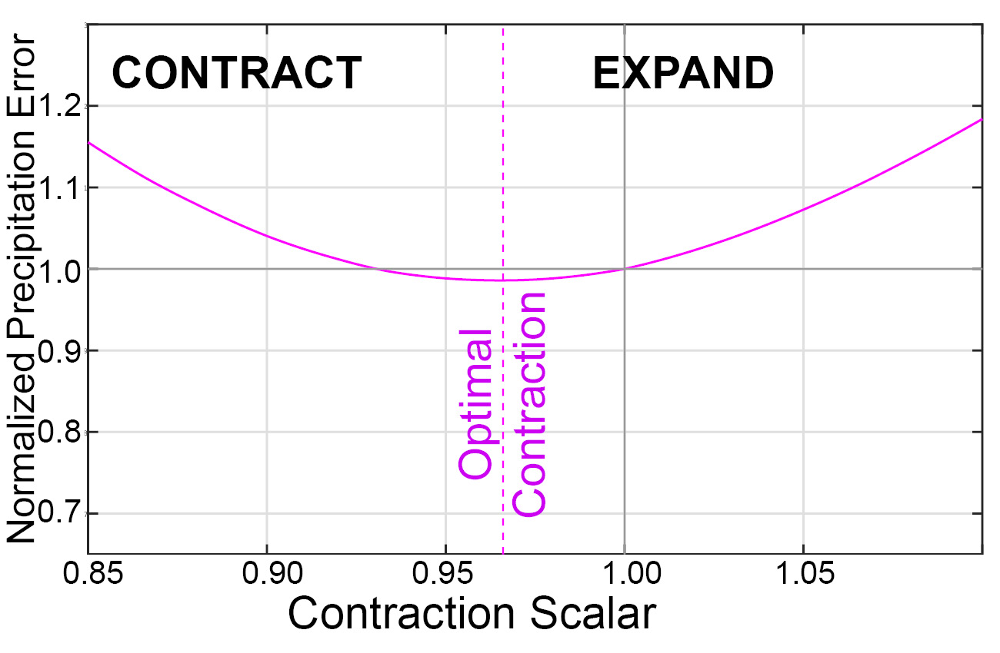 CONTRACT
EXPAND
Normalized Precipitation Error
1.2
1.1
1.0
0.9
0.8
0.7
Optimal
Contraction
0.85
0.90
0.95
1.00
1.05
Contraction Scalar